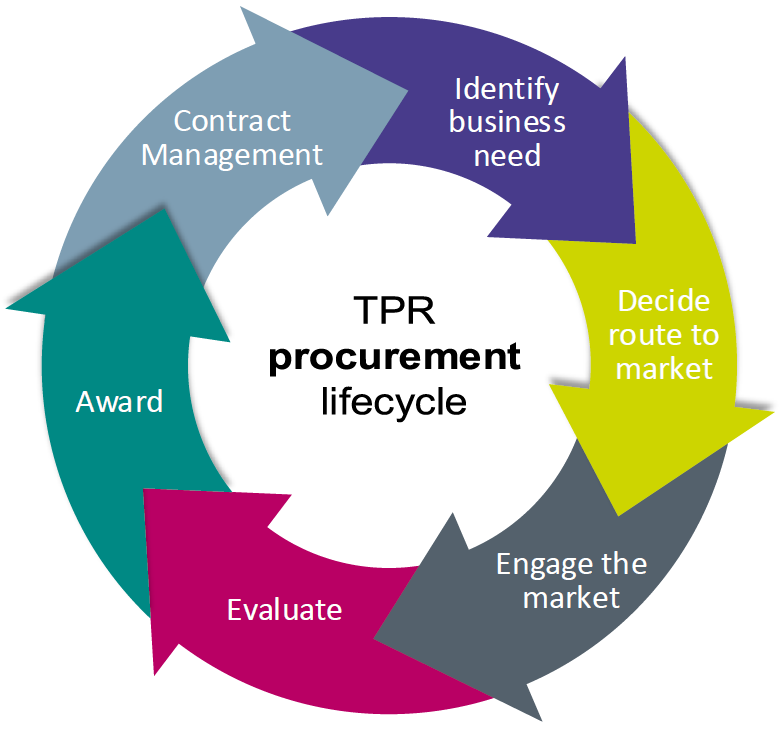 Identify
business
need
Decide
route to
market
Engage the
market
Evaluate
Award
Contract
Management
TPR
procurement
lifecycle